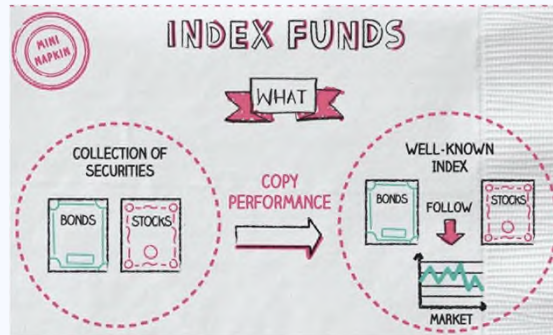 MINI
NAPKIN
INDEX FUNDS
WHAT
COLLECTION OF
SECURITIES
BONDS
STOCKS
COPY
PERFORMANCE
WELL-KNOWN
INDEX
BONDS
FOLLOW
STOCKS
MARKET